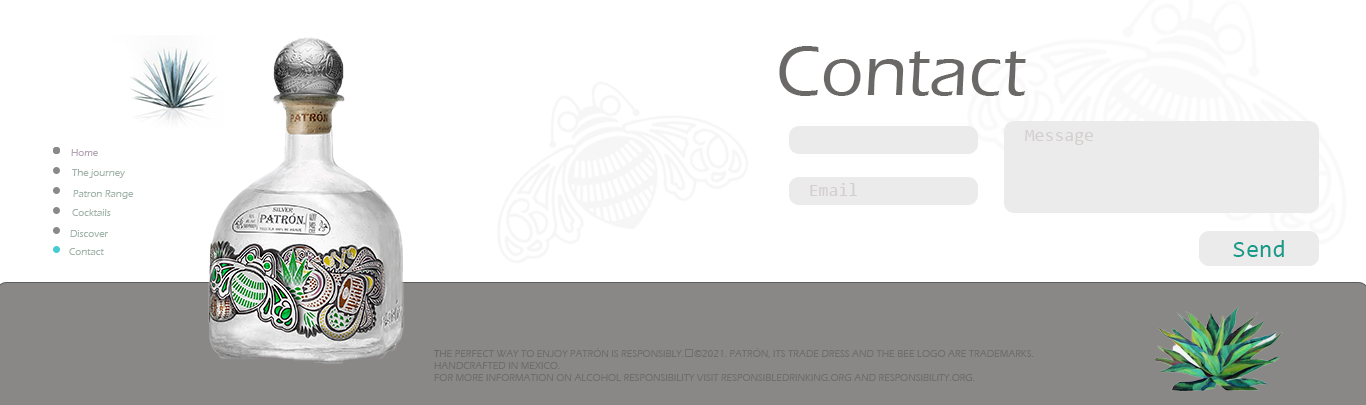 Contact
Message
Email
Send
Home
The journey
Patron Range
Cocktails
Discover
Contact
PATRÓN
SILVER
PATRÓN
THE PERFECT WAY TO ENJOY PATRÓN IS RESPONSIBLY.□©2021. PATRÓN, ITS TRADE DRESS AND THE BEE LOGO ARE TRADEMARKS.
HANDCRAFTED IN MEXICO.
FOR MORE INFORMATION ON ALCOHOL RESPONSIBILITY VISIT RESPONSIBLEDRINKING.ORG AND RESPONSIBILITY.ORG.